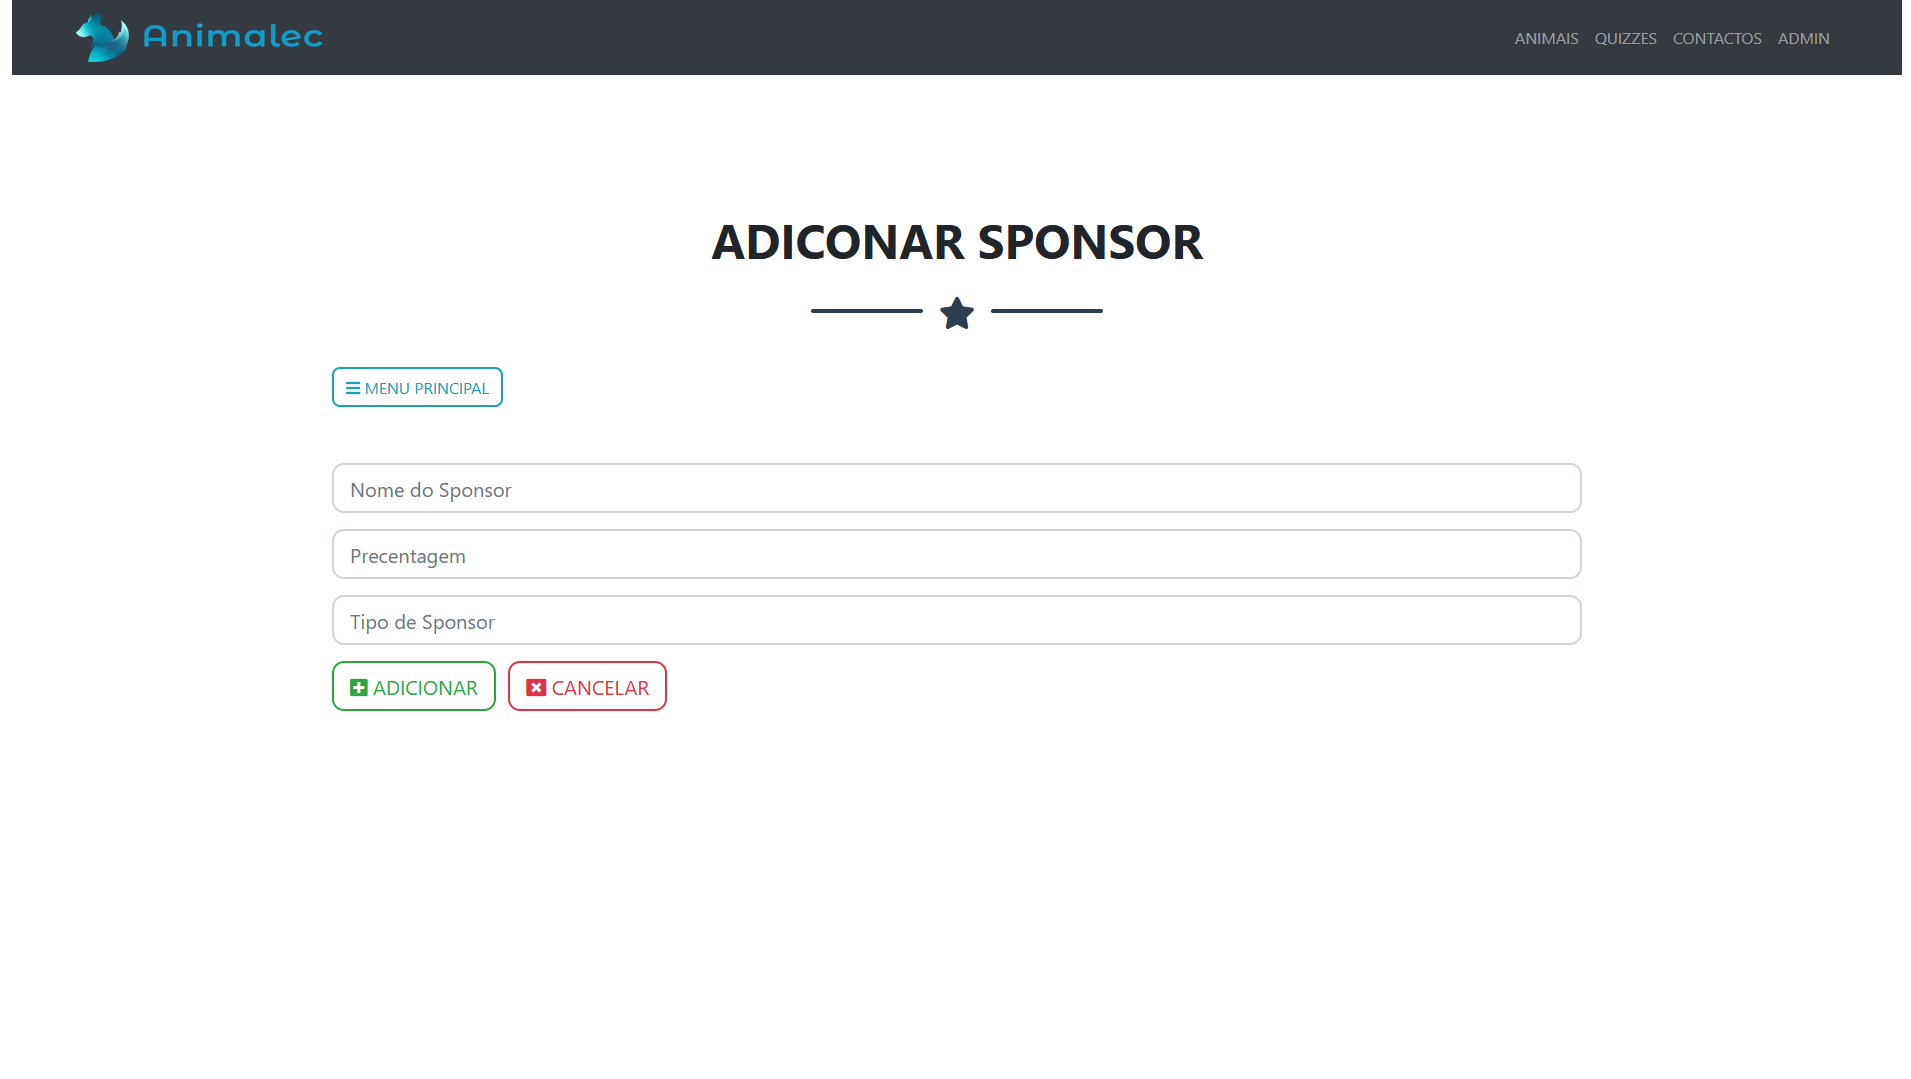 Animalec
ANIMAIS QUIZZES CONTACTOS ADMIN
ADICONAR SPONSOR
MENU PRINCIPAL
Nome do Sponsor
Precentagem
Tipo de Sponsor
ADICIONAR CANCELAR